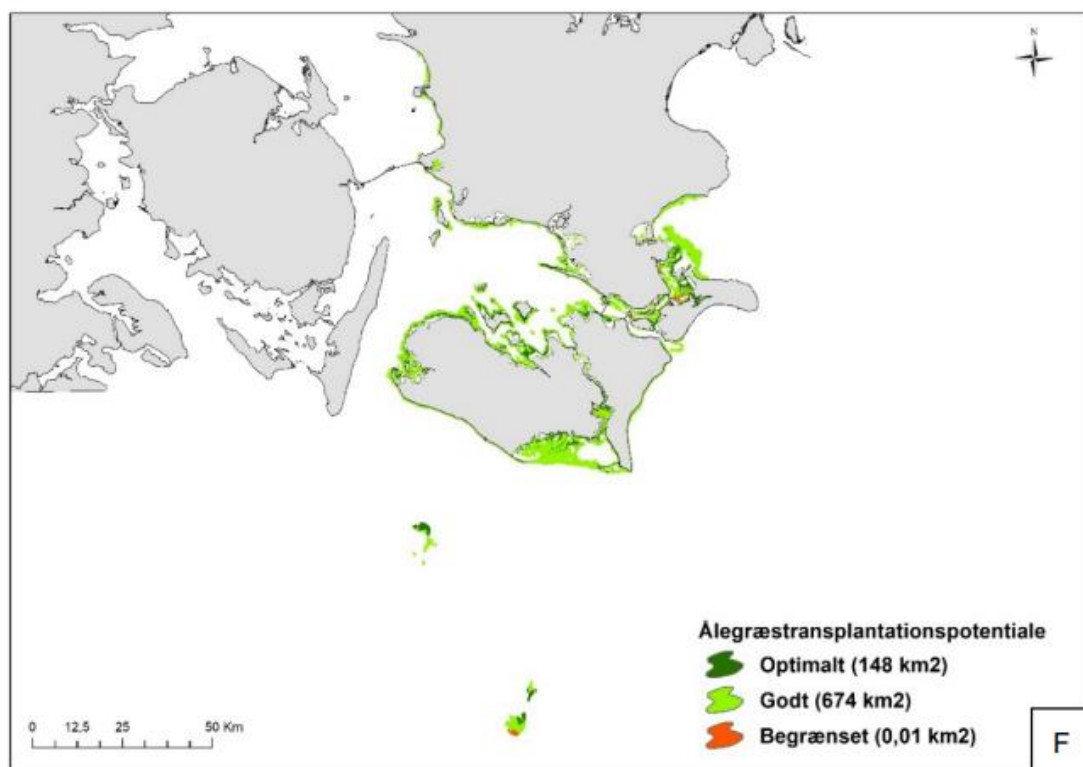 N
Ålegræstransplantationspotentiale
Optimalt (148 km2)
Godt (674 km2)
Begrænset (0,01 km2)
0 12,5 25 50 Km
F